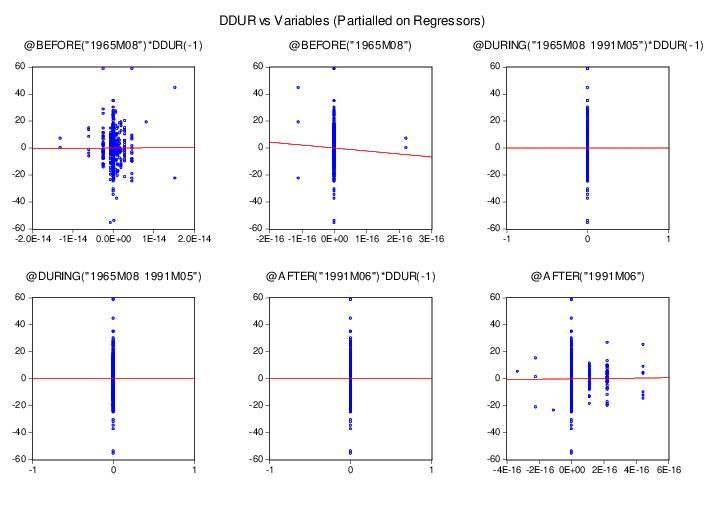 DDUR vs Variables (Partialled on Regressors)
@BEFORE("1965M08")*DDUR(-1) @BEFORE("1965M08") @DURING("1965M08 1991M05")*DDUR(-1)
60 60 60
40 40 40
20 20 20
0 0 0
-20 -20 -20
-40 -40 -40
-60 -60 -60
-2.0E-14 -1E-14 0.0E+00 1E-14 2.0E-14 -2E-16 -1E-16 0E+00 1E-16 2E-16 3E-16 -1 0 1
@DURING("1965M08 1991M05") @AFTER("1991M06")*DDUR(-1) @AFTER("1991M06")
60 60 60
40 40 40
20 20 20
0 0 0
-20 -20 -20
-40 -40 -40
-60 -60 -60
-1 0 1 -1 0 1 -4E-16 -2E-16 0E+00 2E-16 4E-16 6E-16